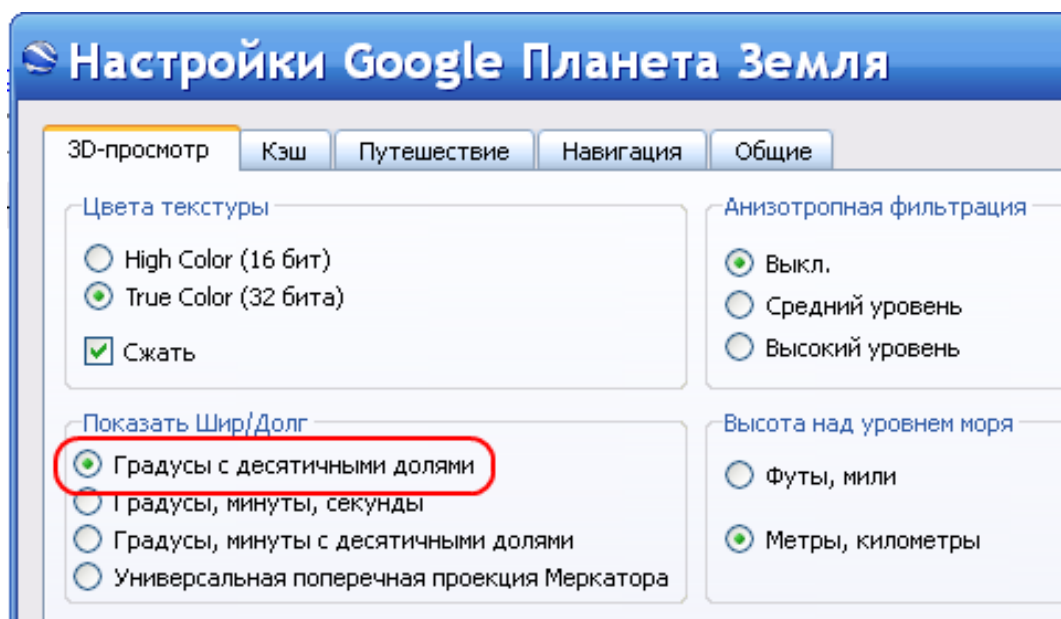 Настройки Google Планета Земля
3D-просмотр Кэш Путешествие Навигация Общие
Цвета текстуры
High Color (16 бит)
True Color (32 бита)
Сжать
Анизотропная фильтрация
Выкл.
Средний уровень
Высокий уровень
Показать Шир/Долг
Градусы с десятичными долями
Градусы, минуты, секунды
Градусы, минуты с десятичными долями
Универсальная поперечная проекция Меркатора
Высота над уровнем моря
Футы, мили
Метры, километры